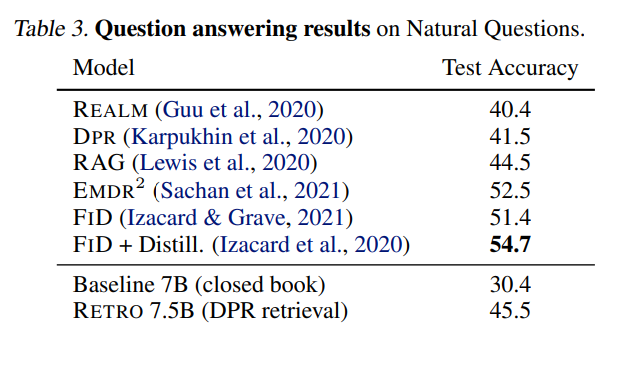 Table 3. Question answering results on Natural Questions.
Model Test Accuracy
REALM (Guu et al., 2020) 40.4
DPR (Karpukhin et al., 2020) 41.5
RAG (Lewis et al., 2020) 44.5
EMDR² (Sachan et al., 2021) 52.5
FID (Izacard & Grave, 2021) 51.4
FID + Distill. (Izacard et al., 2020) 54.7
Baseline 7B (closed book) 30.4
RETRO 7.5B (DPR retrieval) 45.5